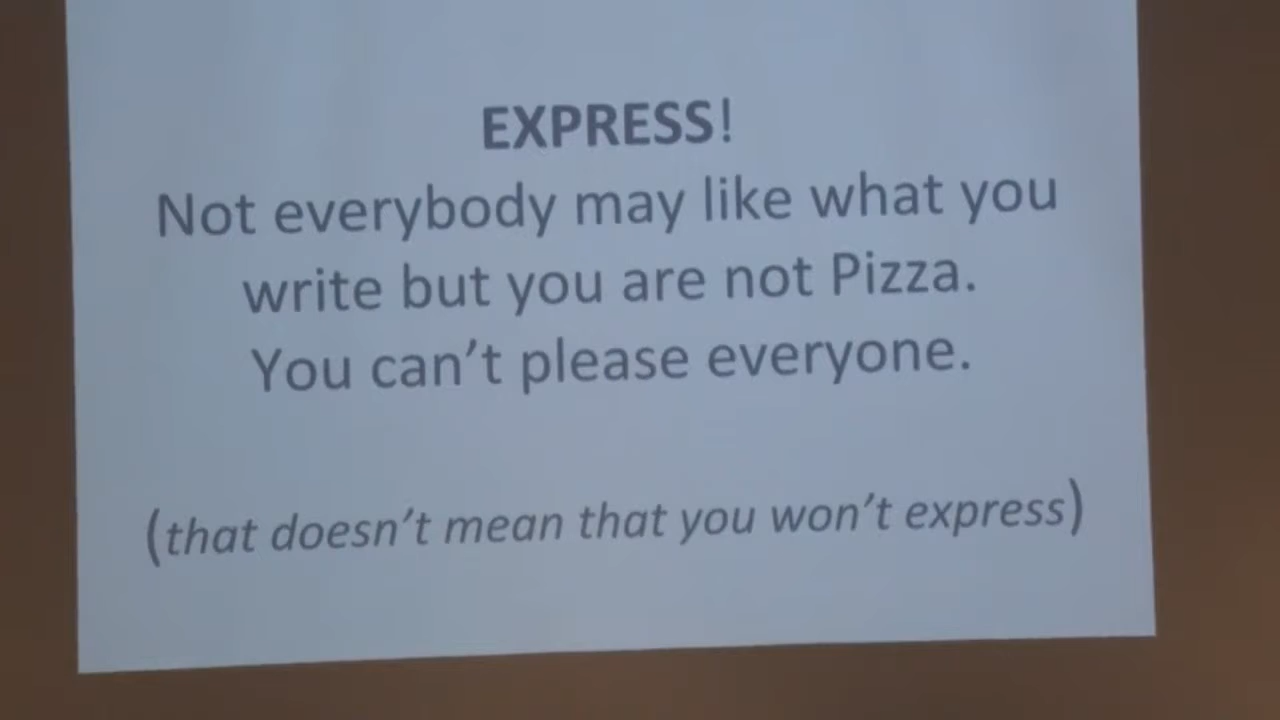 EXPRESS!
Not everybody may like what you
write but you are not Pizza.
You can't please everyone.
(that doesn't mean that you won't express)